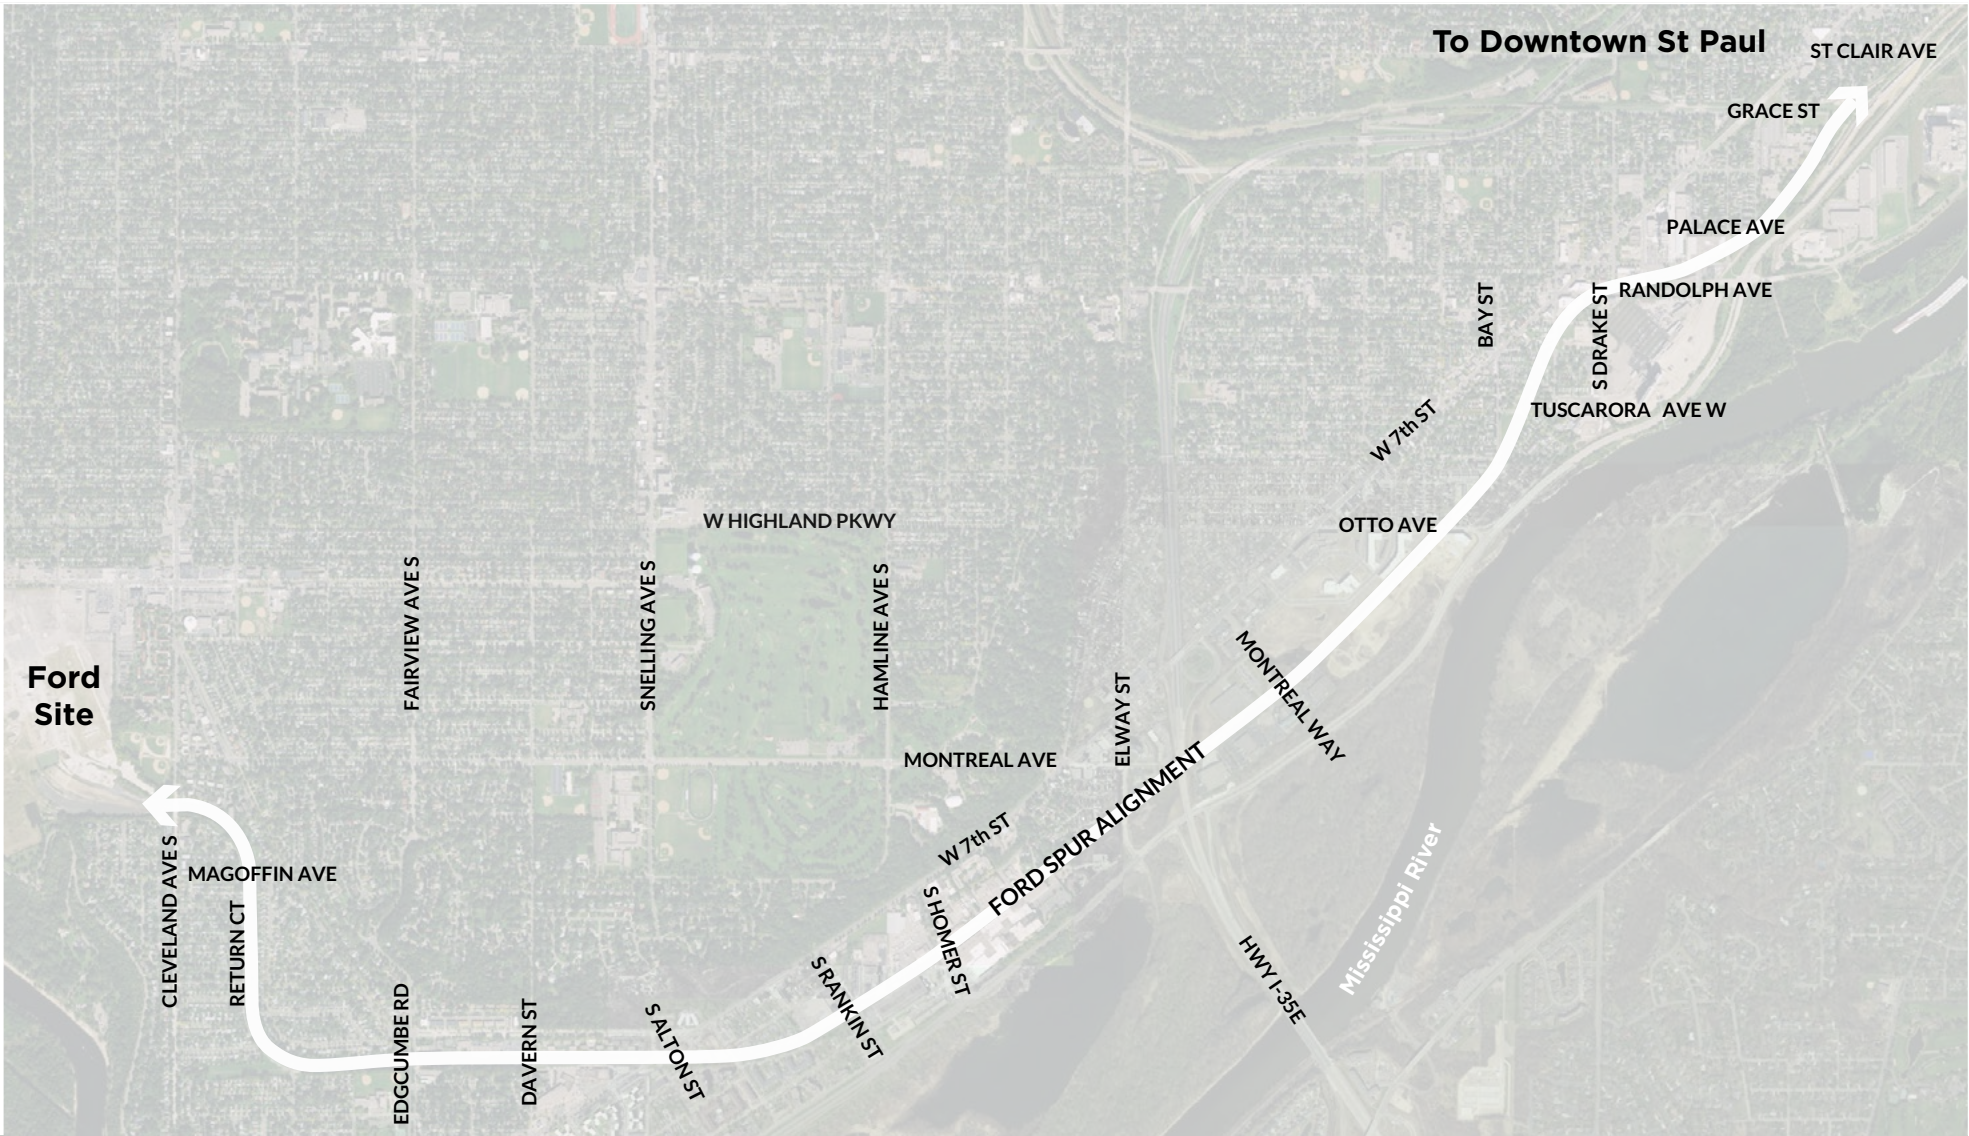 To Downtown St Paul
ST CLAIR AVE
GRACE ST
PALACE AVE
RANDOLPH AVE
BAY ST
S DRAKE ST
TUSCARORA AVE W
W 7th ST
OTTO AVE
W HIGHLAND PKWY
FAIRVIEW AVE S
SNELLING AVE S
HAMLINE AVE S
Ford
Site
MONTREAL WAY
ELWAY ST
MONTREAL AVE
FORD SPUR ALIGNMENT
W 7th ST
Mississippi River
CLEVELAND AVE S
MAGOFFIN AVE
RETURN CT
S HOMER ST
HWY I-35E
S RANKIN ST
EDGCUMBE RD
DAVERN ST
S ALTON ST